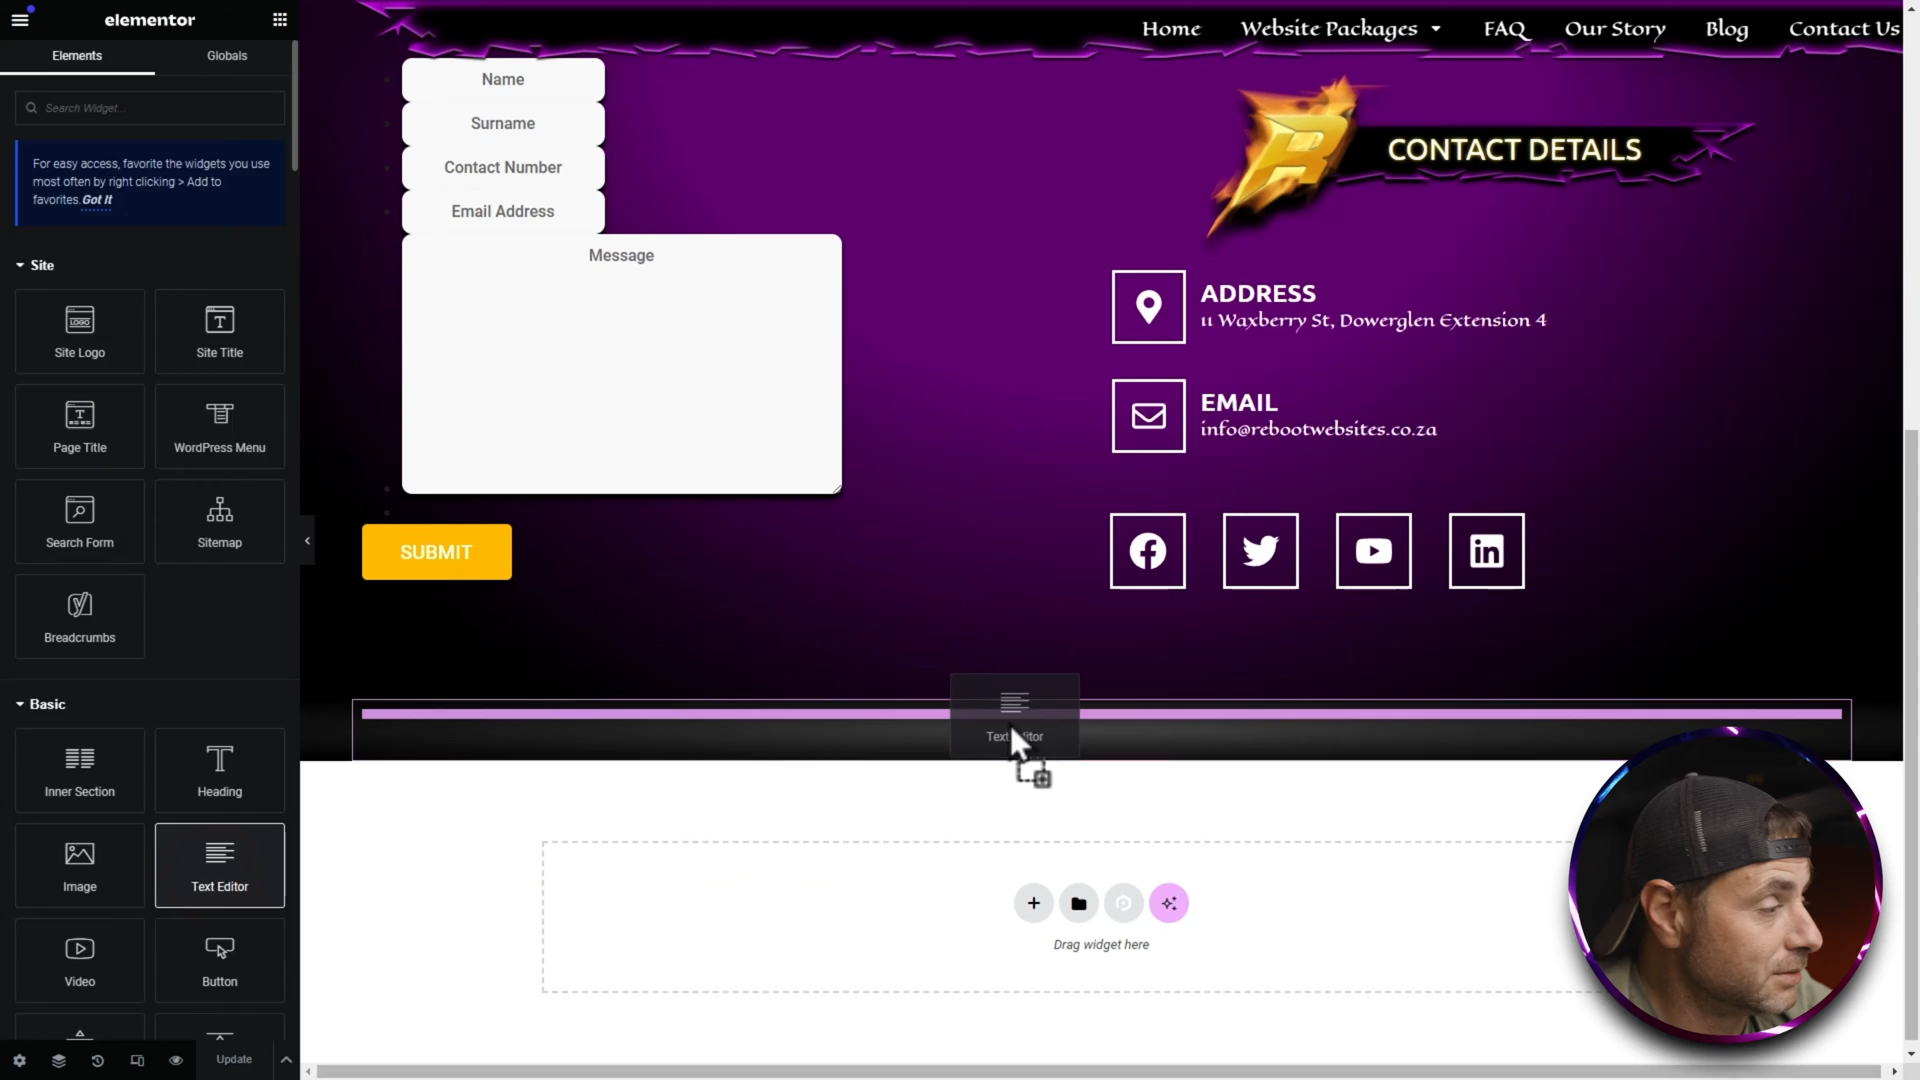 elementor
Elements
Globals
Search Widget...
For easy access, favorite the widgets you use
most often by right clicking > Add to
favorites. Got It
Site
LOGO
Site Logo
Site Title
Page Title
WordPress Menu
Search Form
Sitemap
Breadcrumbs
Basic
Inner Section
Heading
Image
Text Editor
Video
Button
Update
Home
Website Packages
FAQ
Our Story
Blog
Contact Us
Name
Surname
Contact Number
Email Address
Message
SUBMIT
CONTACT DETAILS
ADDRESS
11 Waxberry St, Dowerglen Extension 4
EMAIL
info@rebootwebsites.co.za
Text Editor
Drag widget here